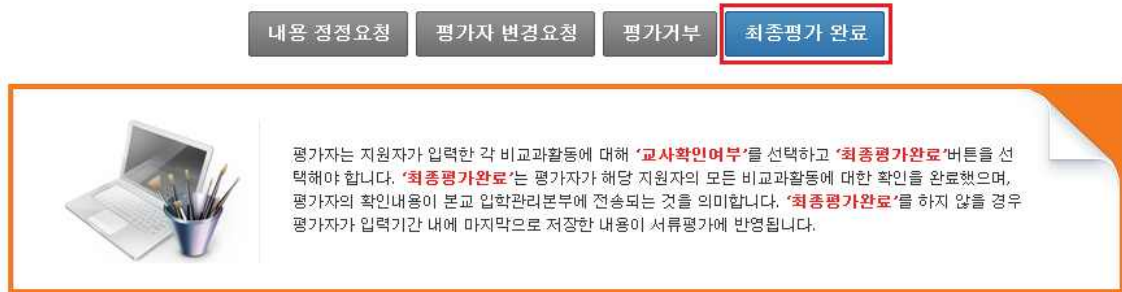 내용 정정요청 평가자 변경요청 평가거부 최종평가 완료
평가자는 지원자가 입력한 각 비교과활동에 대해 ‘교사확인여부’를 선택하고 ‘최종평가완료’버튼을 선
택해야 합니다. ‘최종평가완료’는 평가자가 해당 지원자의 모든 비교과활동에 대한 확인을 완료했으며,
평가자의 확인내용이 본교 입학관리본부에 전송되는 것을 의미합니다. ‘최종평가완료’를 하지 않을 경우
평가자가 입력기간 내에 마지막으로 저장한 내용이 서류평가에 반영됩니다.